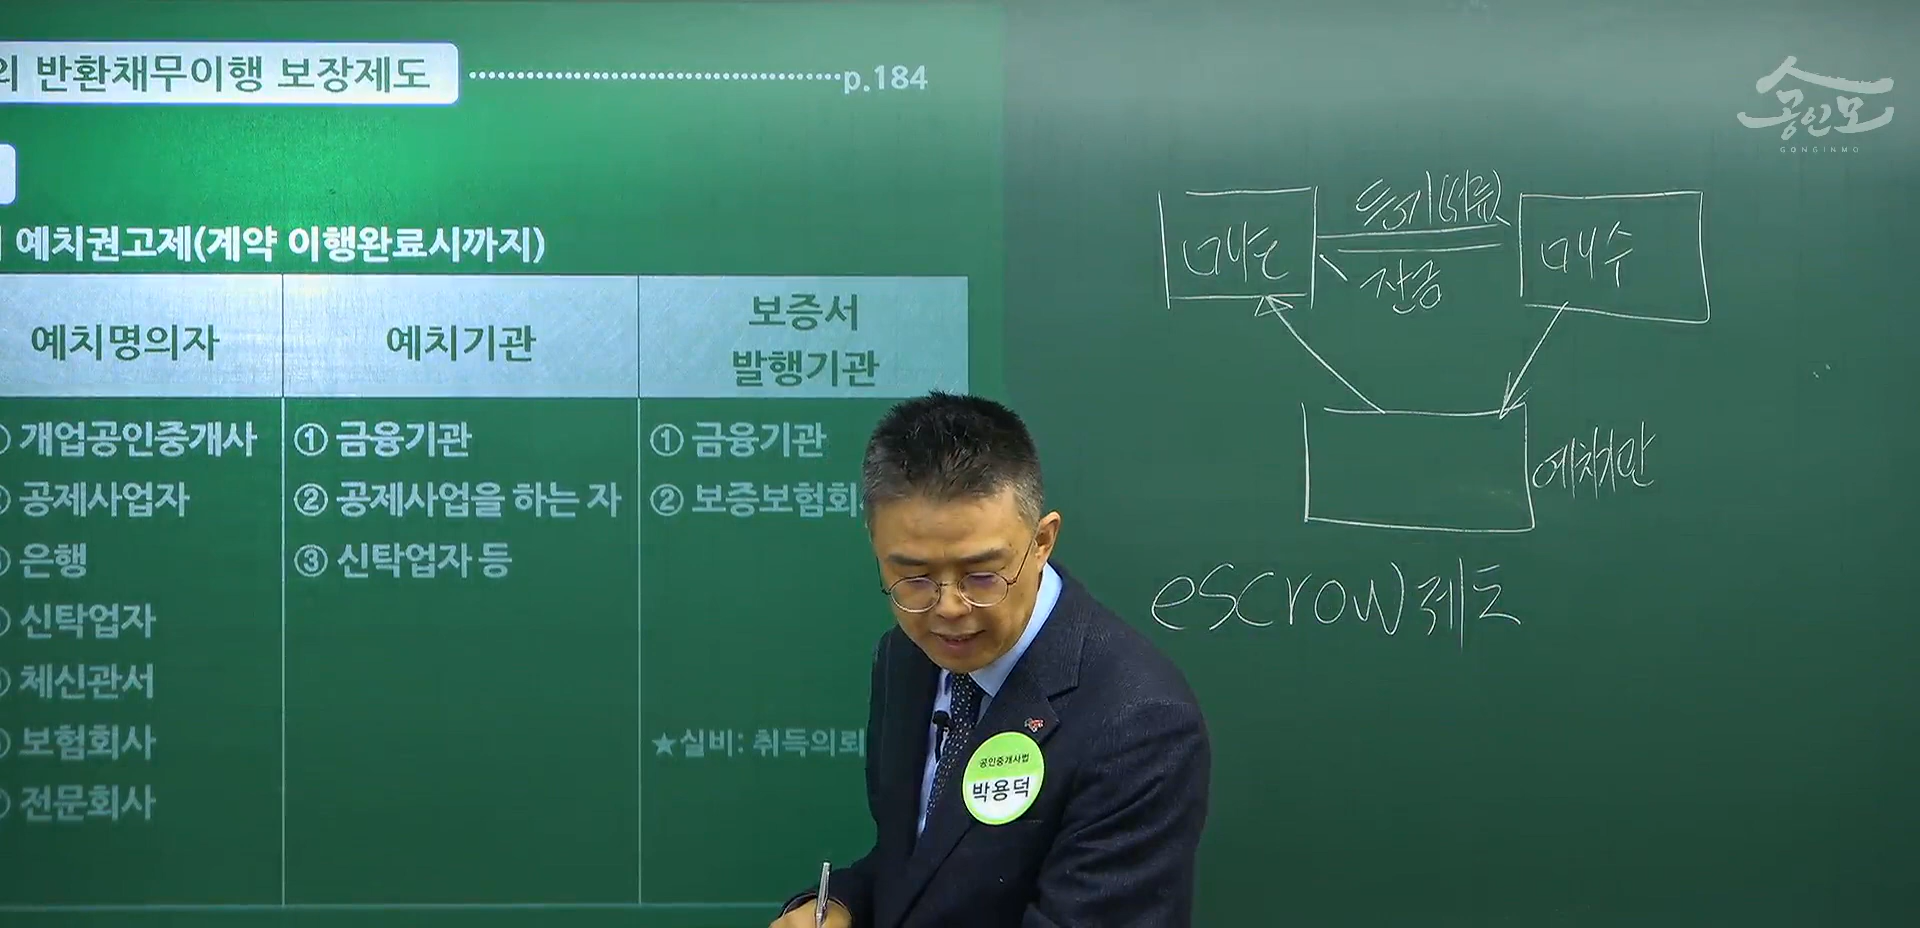 의 반환채무이행 보장제도 p.184
예치권고제(계약 이행완료시까지)
예치명의자
예치기관
보증서
발행기관
개업공인중개사
공제사업자
은행
신탁업자
체신관서
보험회사
전문회사
① 금융기관
② 공제사업을 하는 자
③ 신탁업자 등
① 금융기관
② 보증보험회
★실비: 취득의뢰
공인모
GONGINMO
매도
등기(서류)
잔금
매수
예치기관
escrow제도
공인중개사법
박용덕